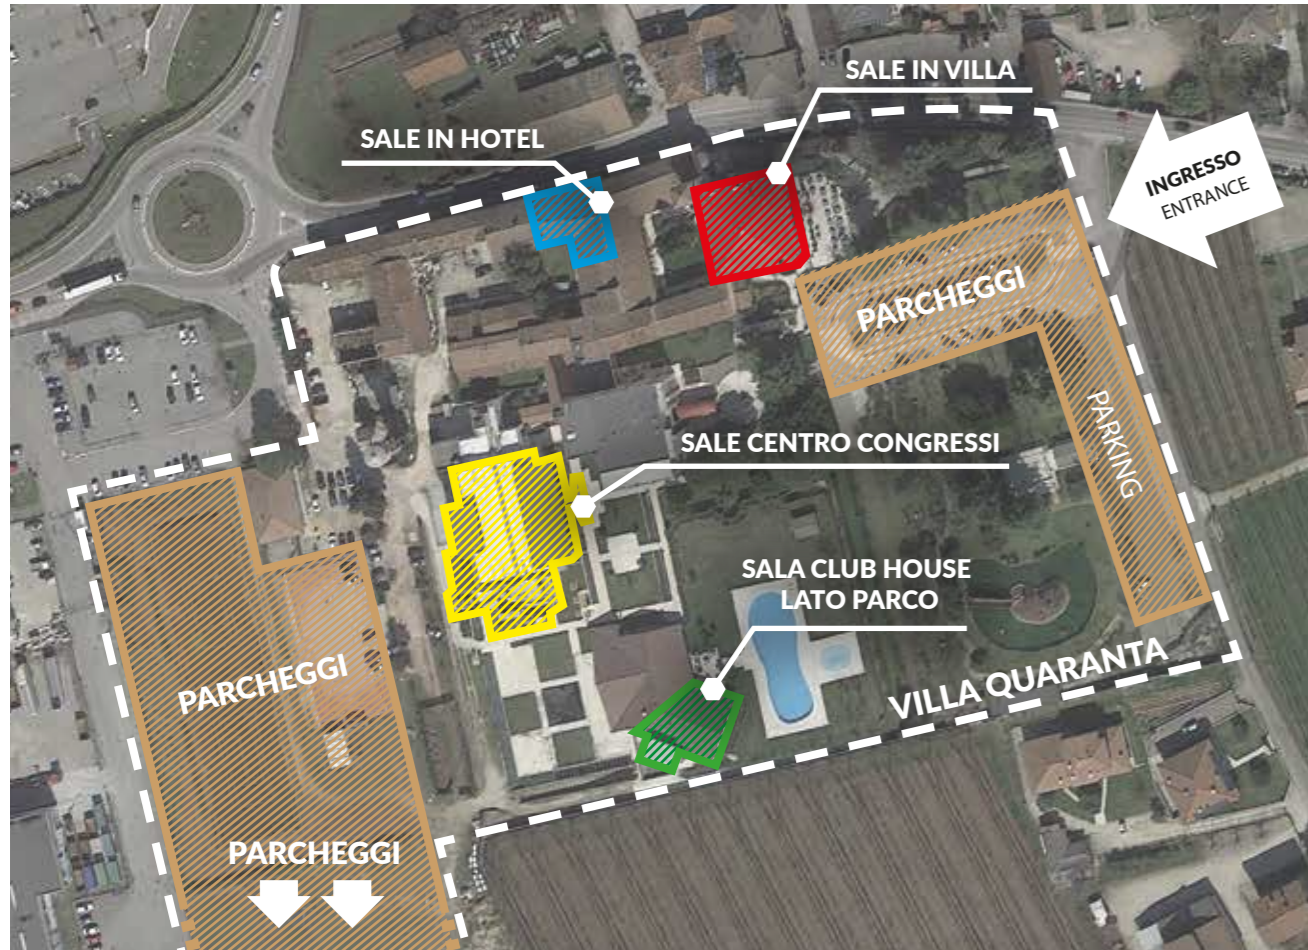 SALE IN VILLA
SALE IN HOTEL
INGRESSO
ENTRANCE
PARCHEGGI
PARKING
SALE CENTRO CONGRESSI
SALA CLUB HOUSE
LATO PARCO
VILLA QUARANTA
PARCHEGGI
PARCHEGGI